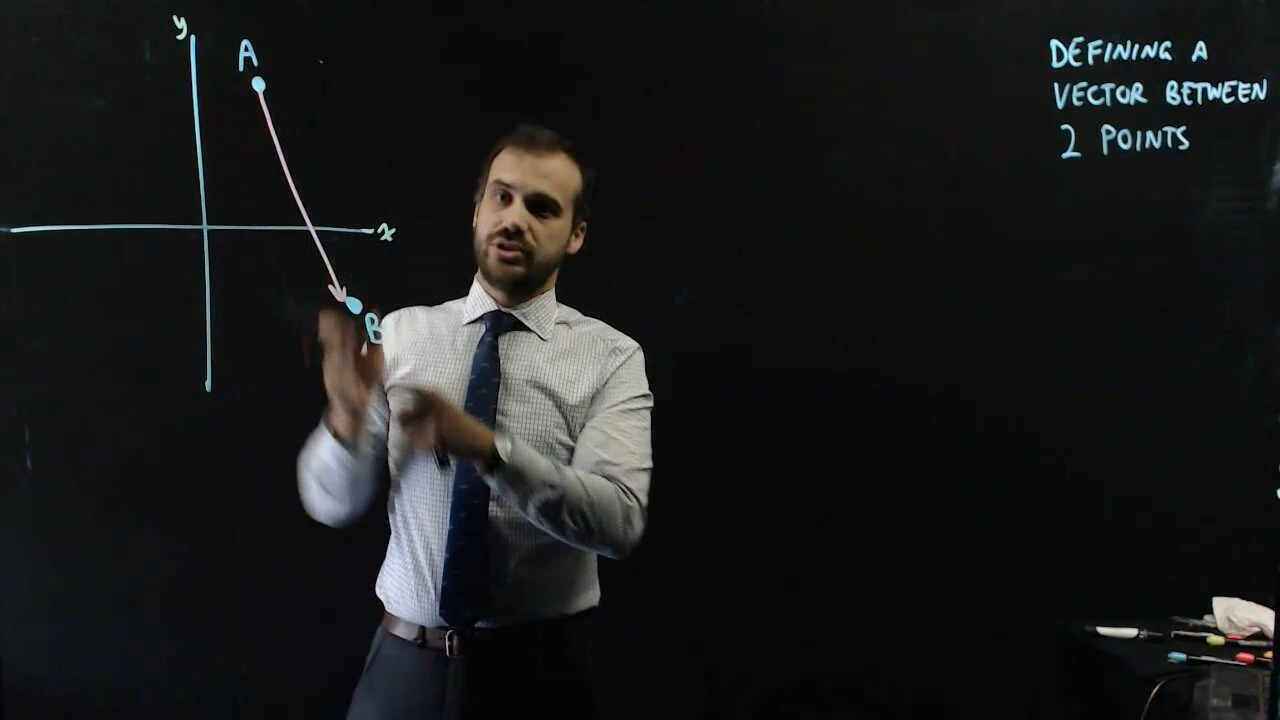 y
A
x
B
DEFINING A
VECTOR BETWEEN
2 POINTS